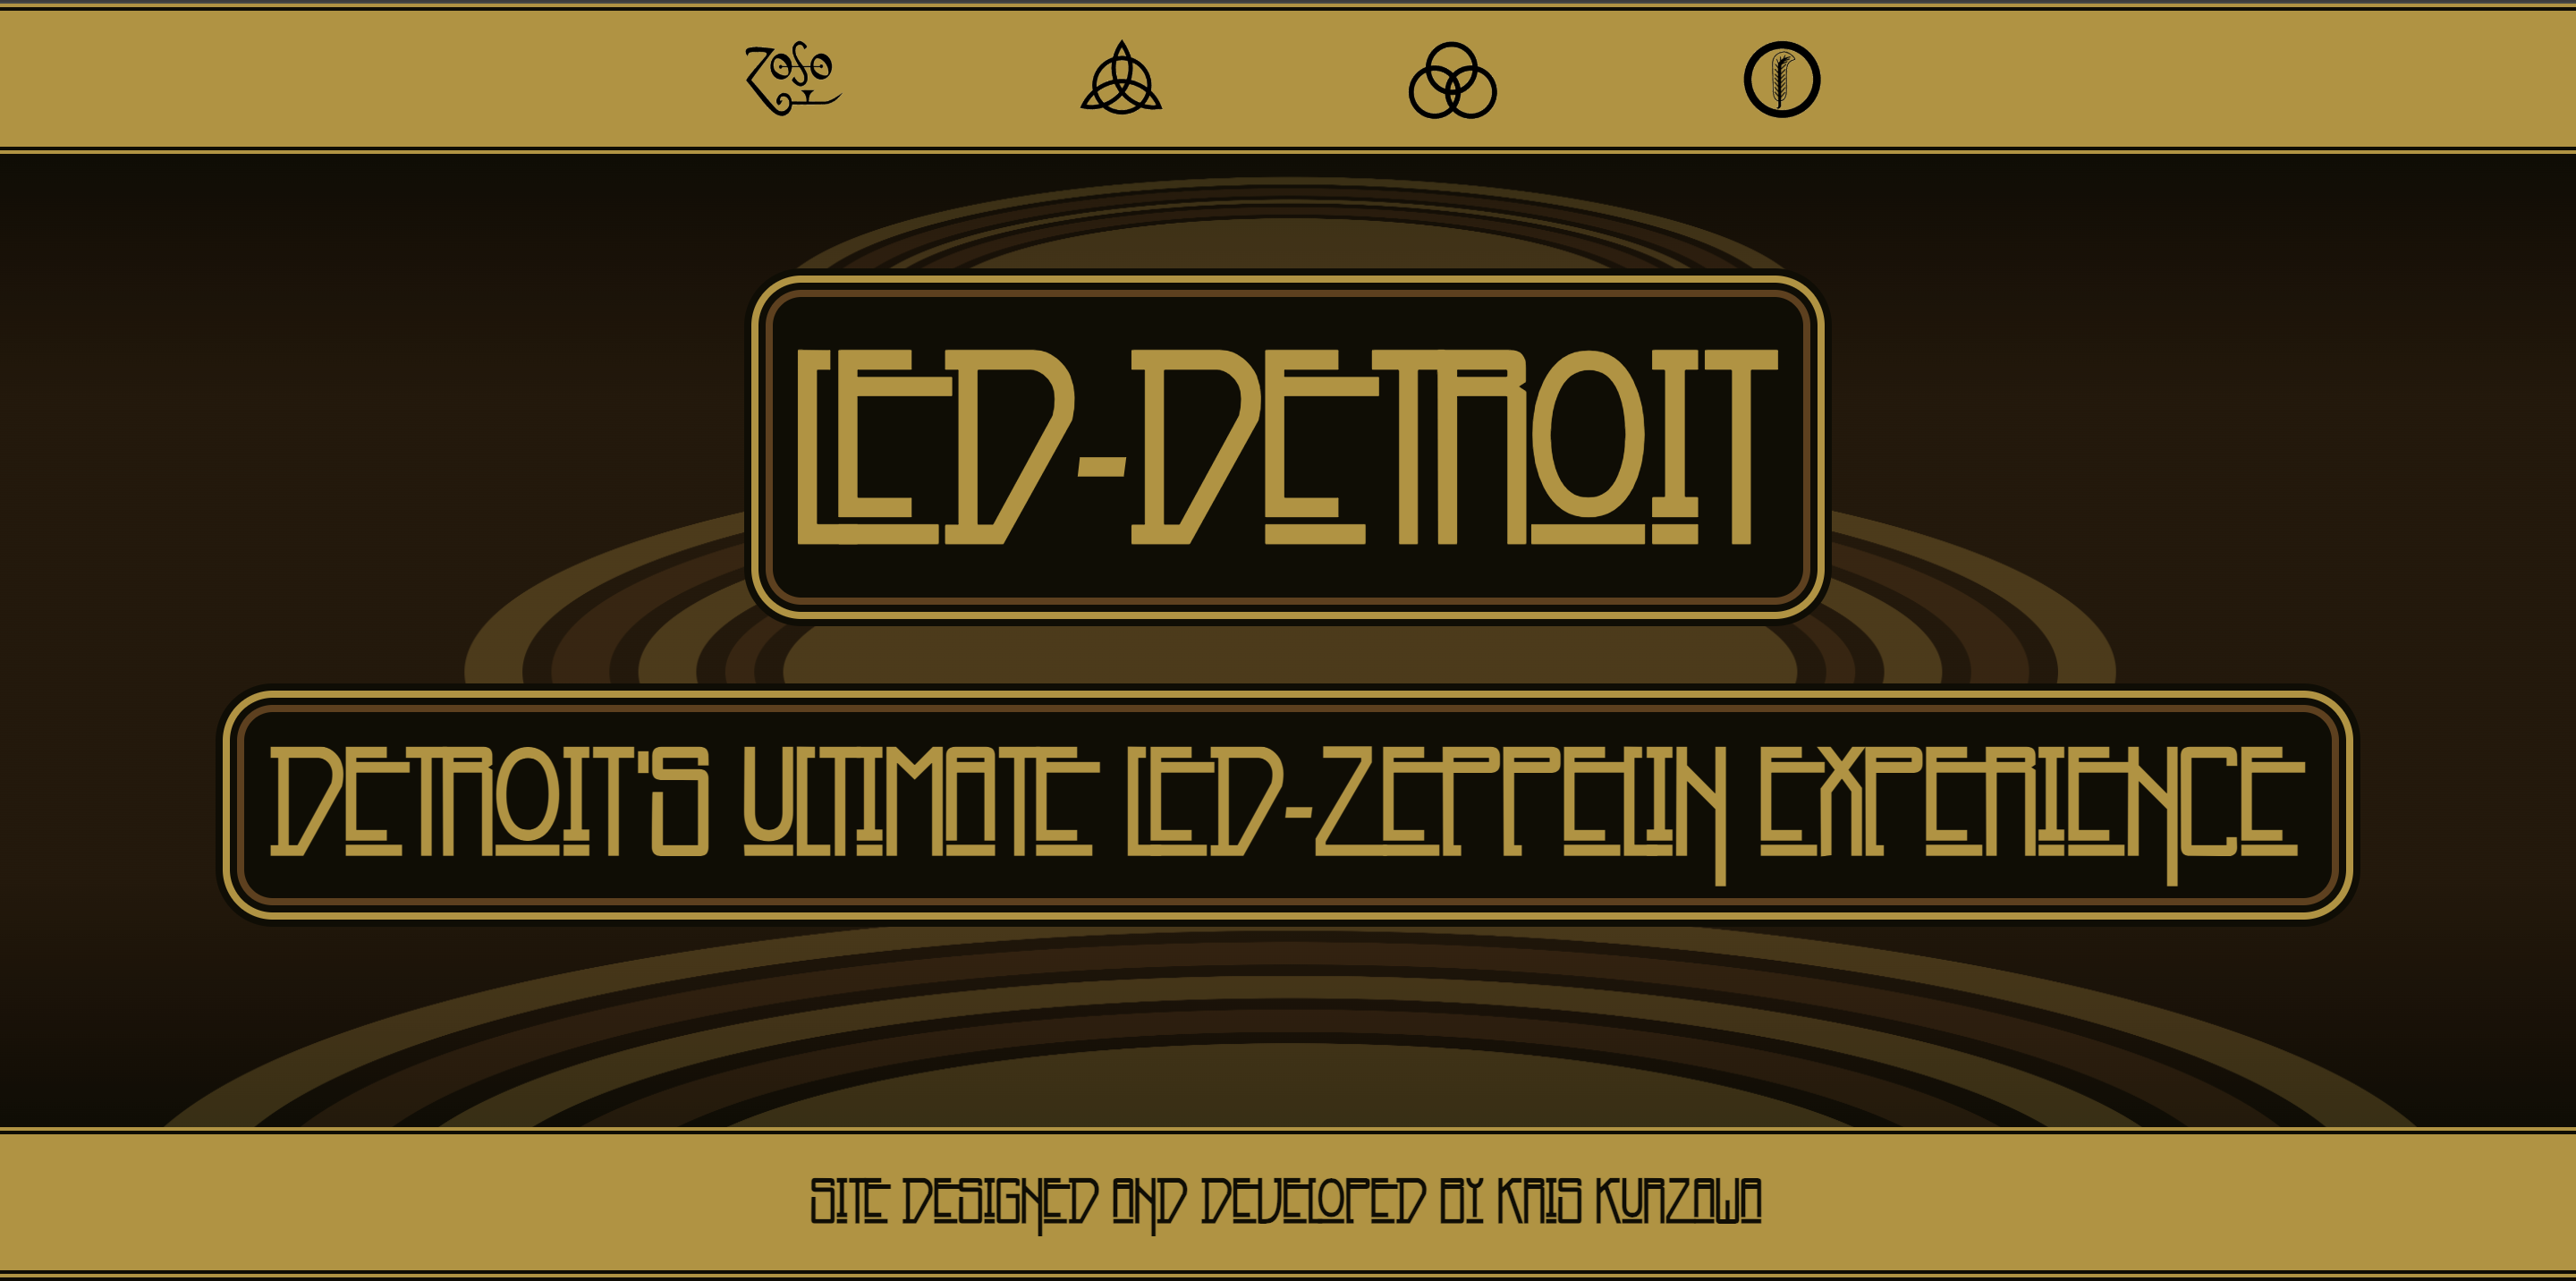 ZOSO
LED-DETROIT
DETROIT'S ULTIMATE LED-ZEPPELIN EXPERIENCE
SITE DESIGNED AND DEVELOPED BY KRIS KURZAWA